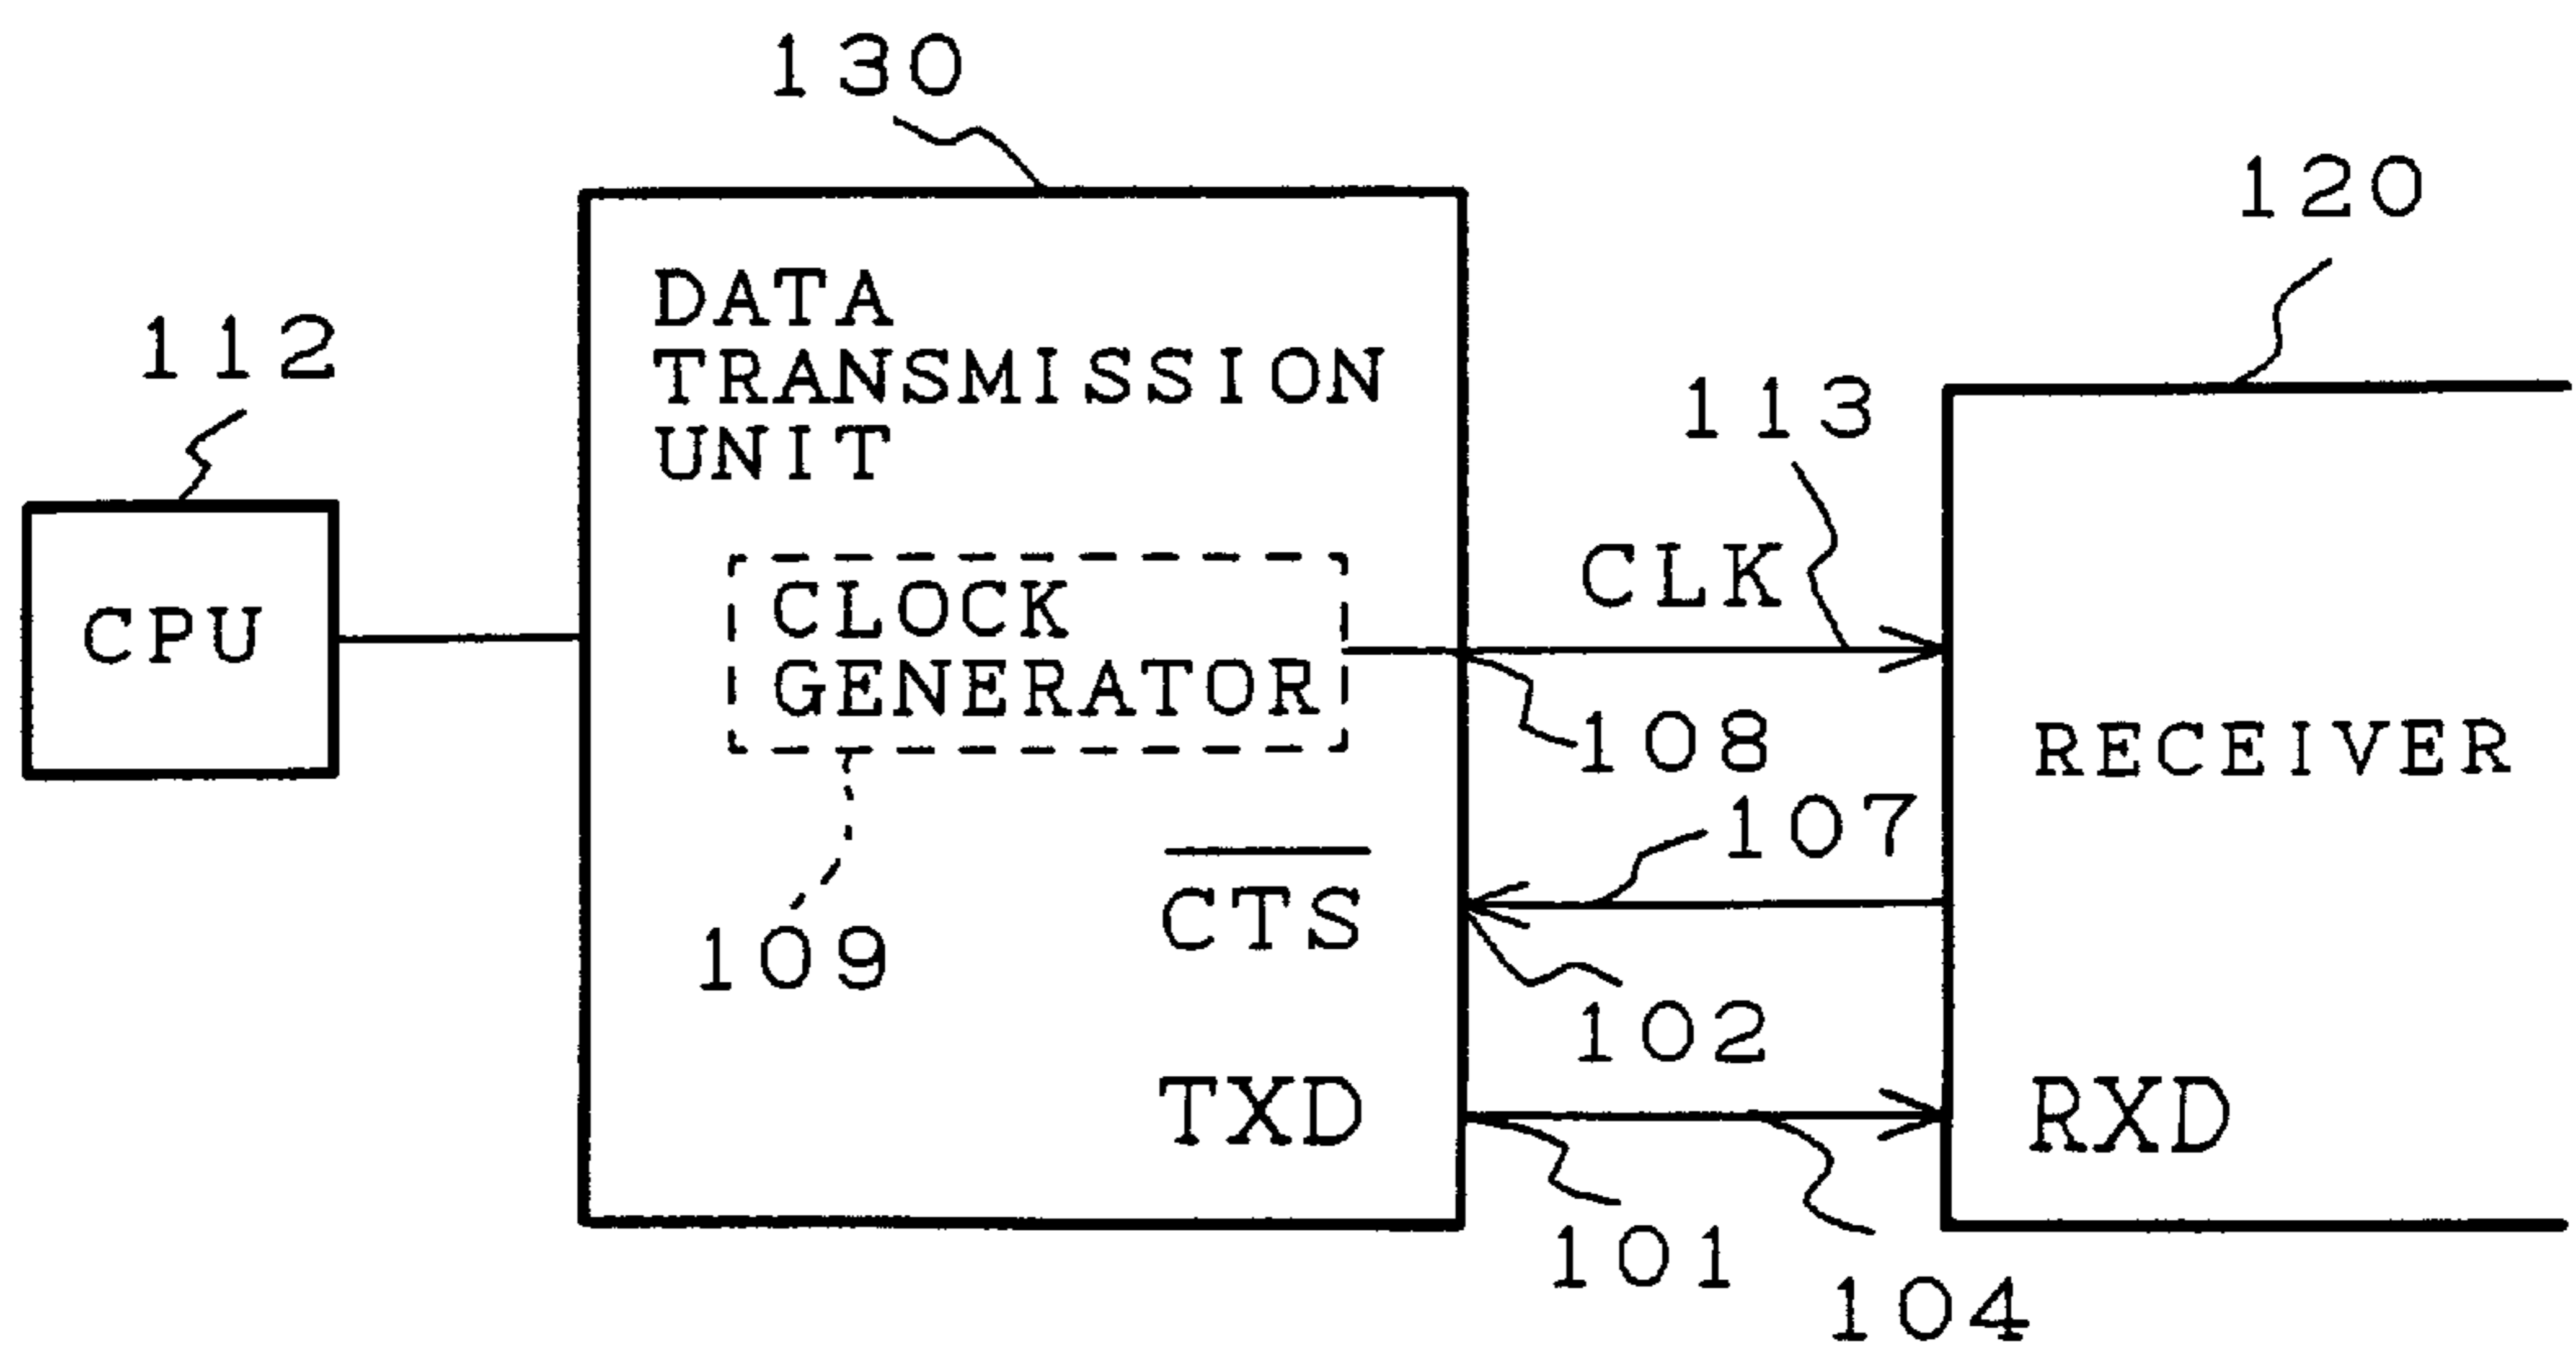 130
120
112
DATA
TRANSMISSION
UNIT
113
CLK
CLOCK
GENERATOR
CPU
108
RECEIVER
107
C̅T̅S̅
109
102
TXD
RXD
101
104